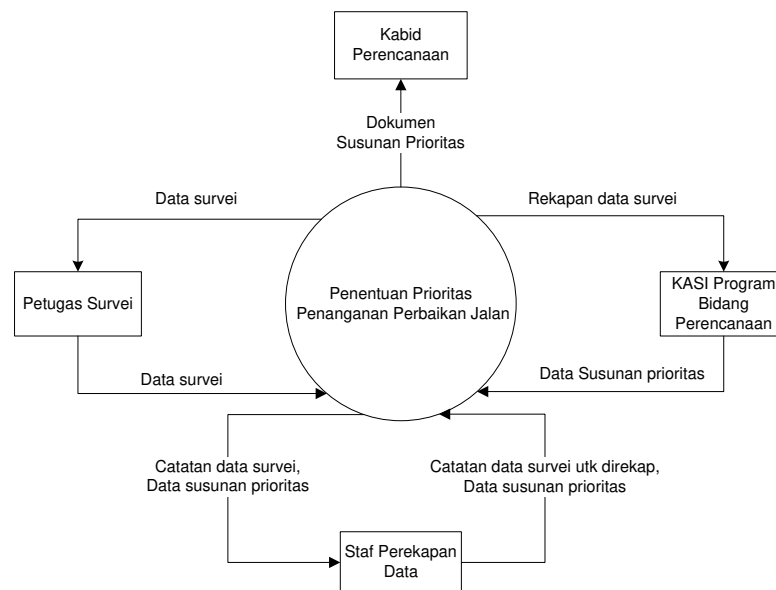 Kabid
Perencanaan
Dokumen
Susunan Prioritas
Data survei
Rekapan data survei
Petugas Survei
Penentuan Prioritas
Penanganan Perbaikan Jalan
KASI Program
Bidang
Perencanaan
Data survei
Data Susunan prioritas
Catatan data survei,
Data susunan prioritas
Catatan data survei utk direkap,
Data susunan prioritas
Staf Perekapan
Data